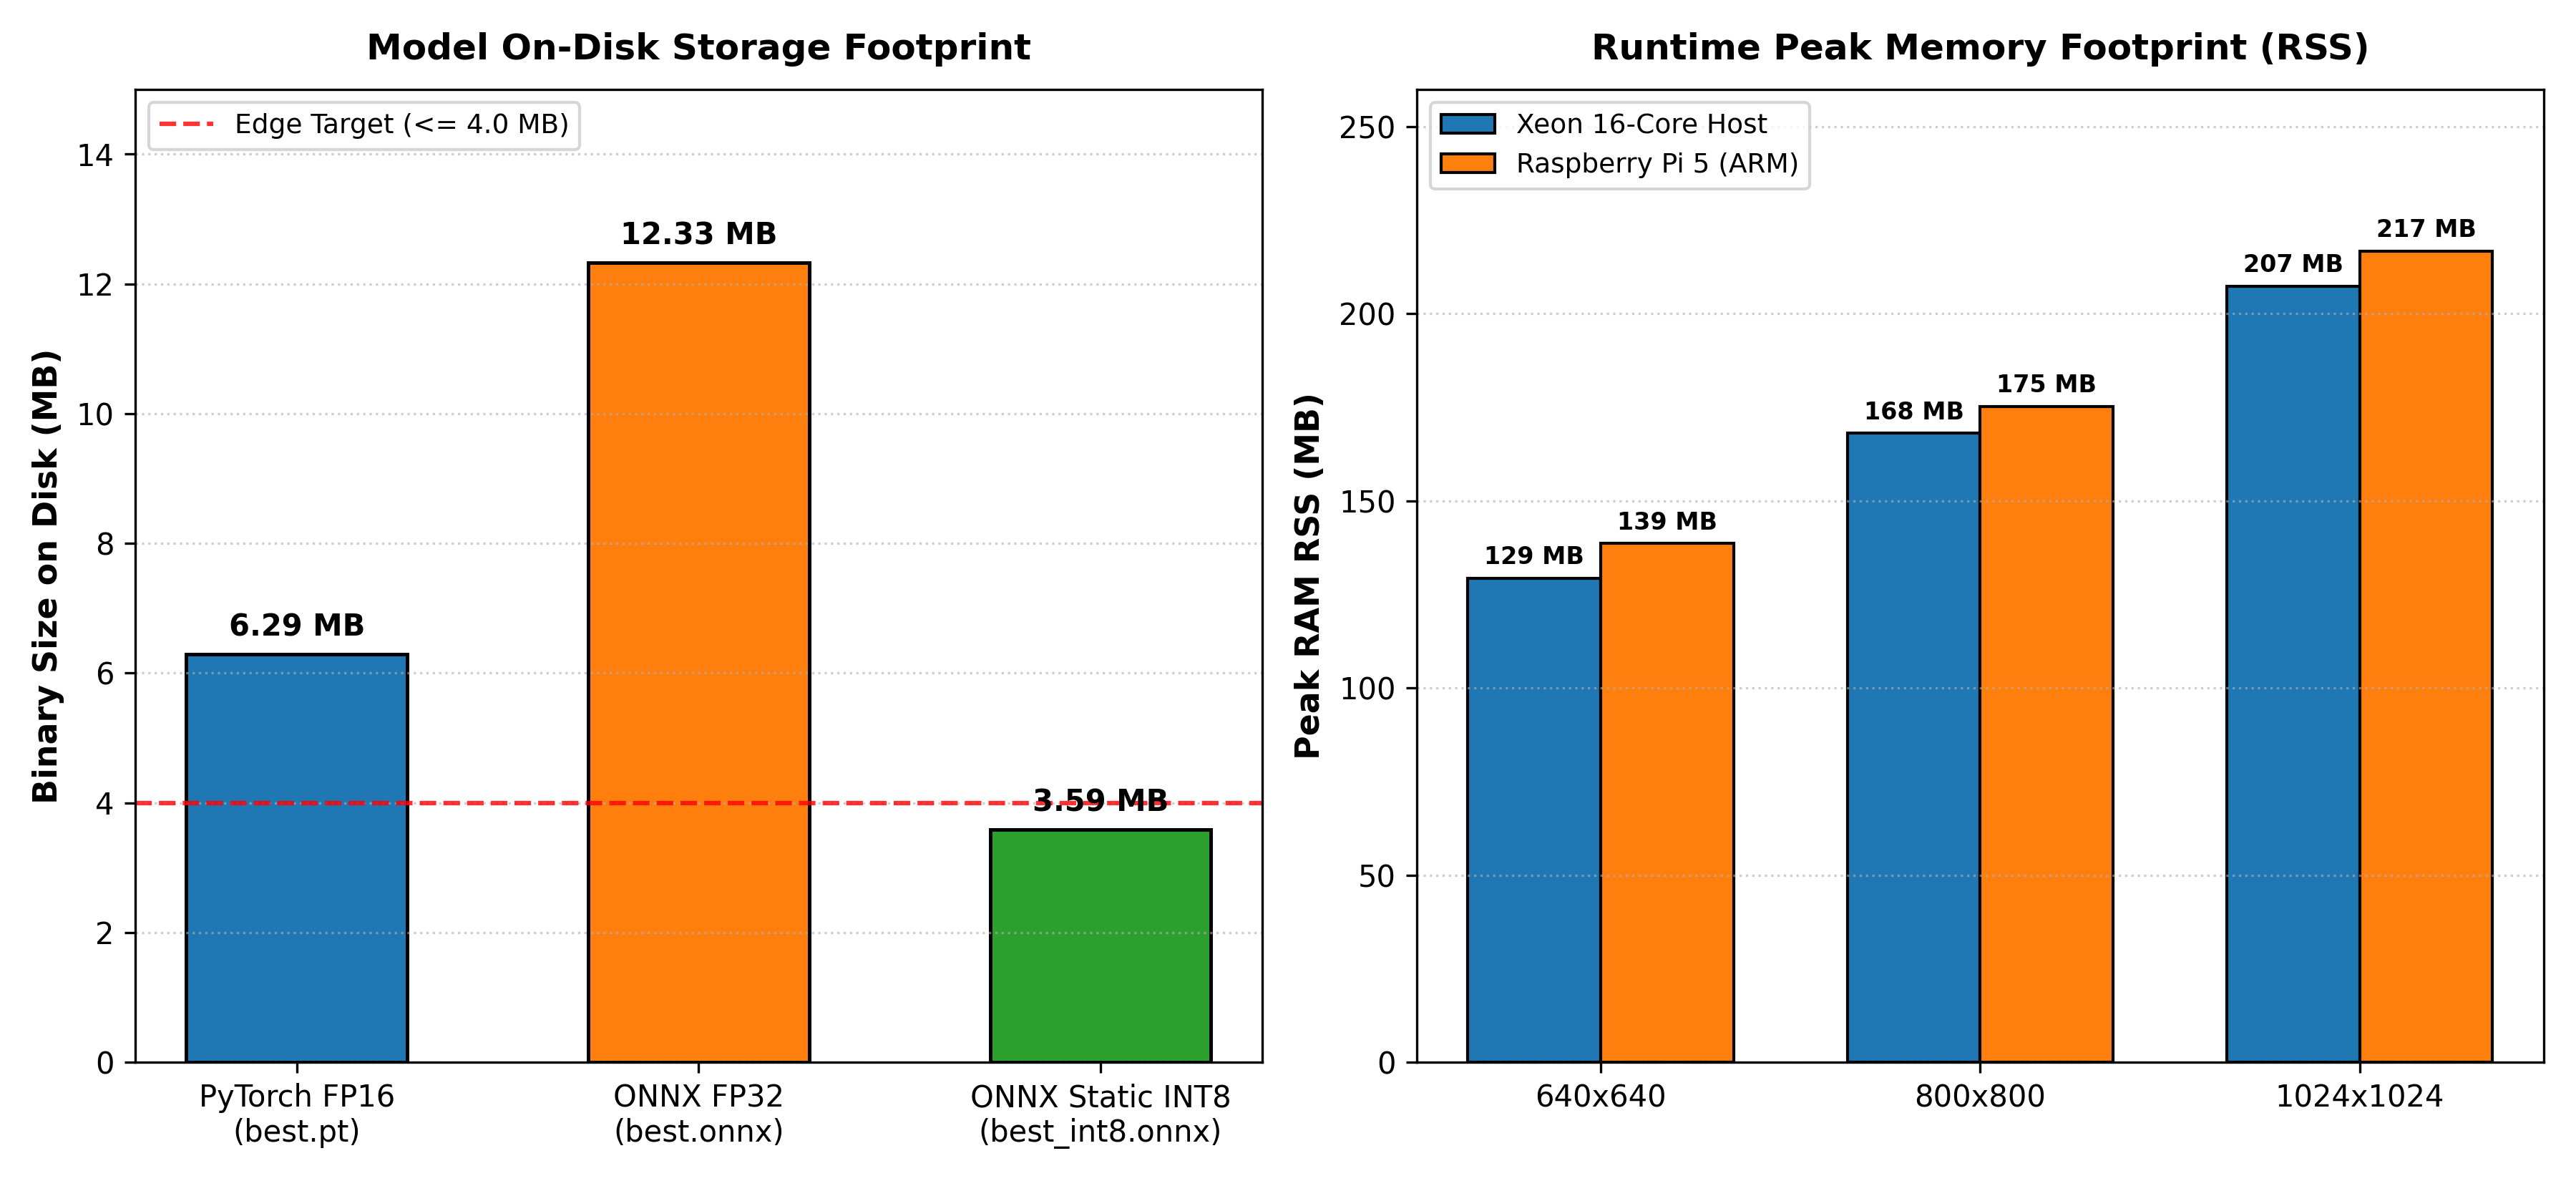 Model On-Disk Storage Footprint
Edge Target (<= 4.0 MB)
Binary Size on Disk (MB)
14
12
10
8
6
4
2
0
6.29 MB
12.33 MB
3.59 MB
PyTorch FP16
(best.pt)
ONNX FP32
(best.onnx)
ONNX Static INT8
(best_int8.onnx)
Runtime Peak Memory Footprint (RSS)
Xeon 16-Core Host
Raspberry Pi 5 (ARM)
Peak RAM RSS (MB)
250
200
150
100
50
0
129 MB
139 MB
168 MB
175 MB
207 MB
217 MB
640x640
800x800
1024x1024